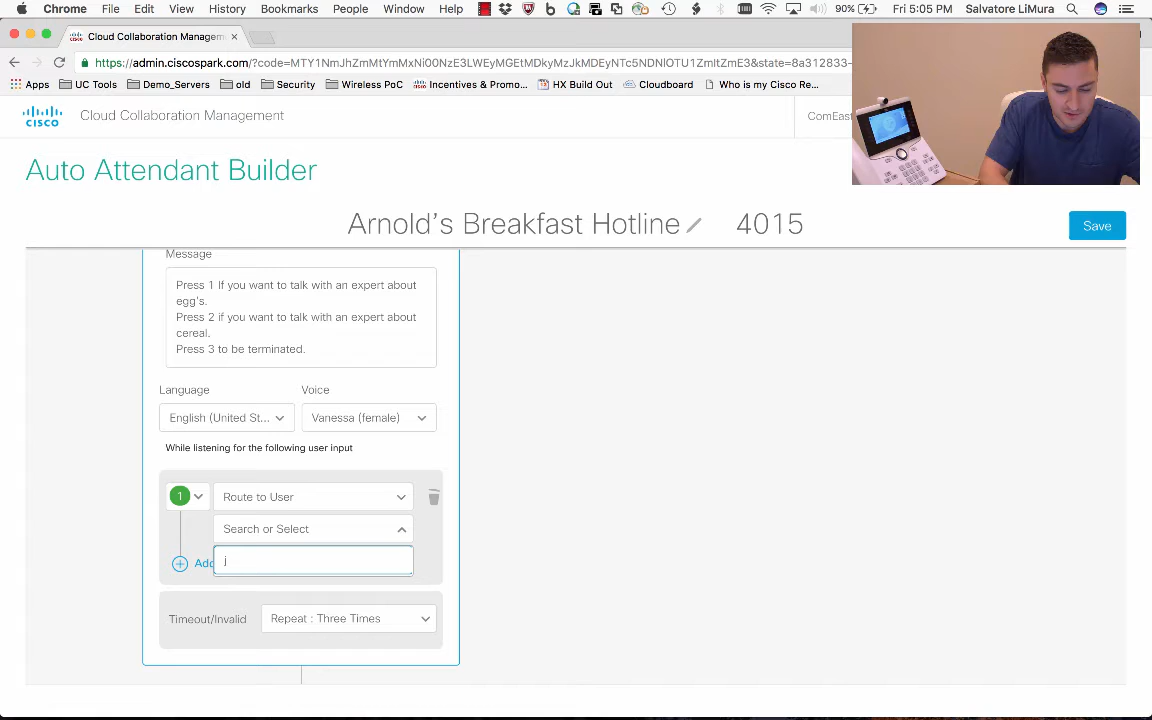 Chrome File Edit View History Bookmarks People Window Help 90% Fri 5:05 PM Salvatore LiMura
Cloud Collaboration Managem
https://admin.ciscospark.com/?code=
Apps UC Tools Demo_Servers old Security Wireless PoC Incentives & Promo... HX Build Out Cloudboard Who is my Cisco Re...
CISCO Cloud Collaboration Management ComEast
Auto Attendant Builder
Arnold's Breakfast Hotline 4015 Save
Message
Press 1 If you want to talk with an expert about
egg's.
Press 2 if you want to talk with an expert about
cereal.
Press 3 to be terminated.
Language Voice
English (United St... Vanessa (female)
While listening for the following user input
1 Route to User
Search or Select
Add j
Timeout/Invalid Repeat : Three Times